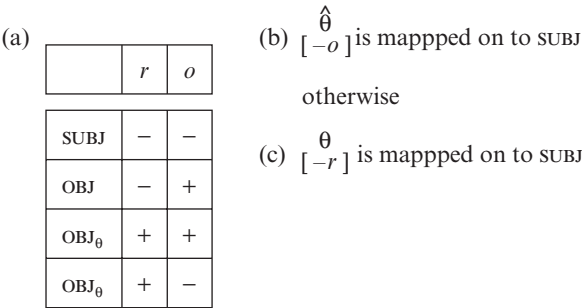 (a)
r o
SUBJ − −
OBJ − +
OBJθ + +
OBJθ + −
(b) θ̂
[−o] is mappped on to SUBJ
otherwise
(c) θ
[−r] is mappped on to SUBJ